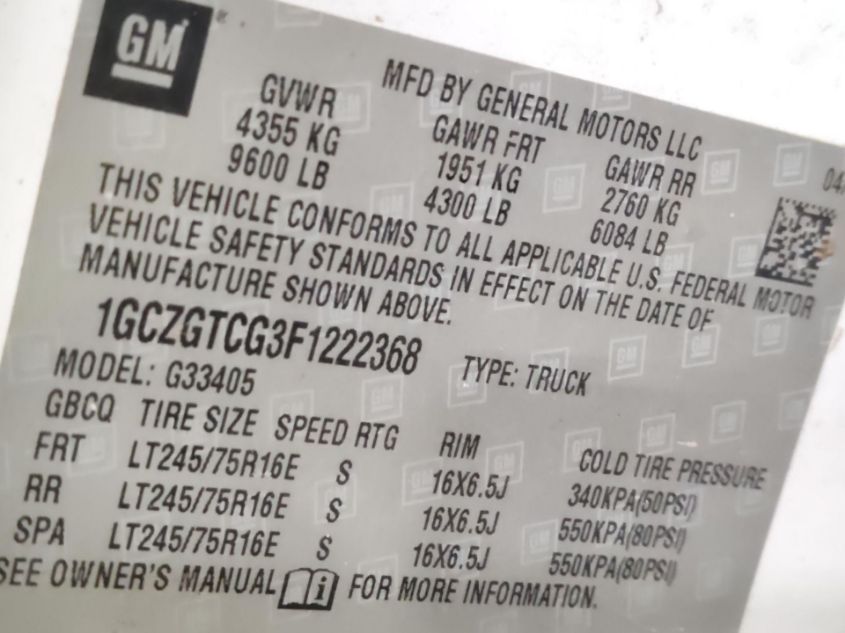 GM
MFD BY GENERAL MOTORS LLC
GVWR GAWR FRT GAWR RR
4355 KG 1951 KG 2760 KG
9600 LB 4300 LB 6084 LB
THIS VEHICLE CONFORMS TO ALL APPLICABLE U.S. FEDERAL MOTOR
VEHICLE SAFETY STANDARDS IN EFFECT ON THE DATE OF
MANUFACTURE SHOWN ABOVE.
1GCZGTCG3F1222368 TYPE: TRUCK
MODEL: G33405
GBCQ TIRE SIZE SPEED RTG RIM COLD TIRE PRESSURE
FRT LT245/75R16E S 16X6.5J 340KPA(50PSI)
RR LT245/75R16E S 16X6.5J 550KPA(80PSI)
SPA LT245/75R16E S 16X6.5J 550KPA(80PSI)
SEE OWNER'S MANUAL i FOR MORE INFORMATION.